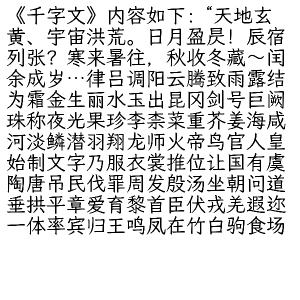 《千字文》内容如下：“天地玄
黄、宇宙洪荒。日月盈昃！辰宿
列张？寒来暑往，秋收冬藏～闰
余成岁…律吕调阳云腾致雨露结
为霜金生丽水玉出昆冈剑号巨阙
珠称夜光果珍李柰菜重芥姜海咸
河淡鳞潜羽翔龙师火帝鸟官人皇
始制文字乃服衣裳推位让国有虞
陶唐吊民伐罪周发殷汤坐朝问道
垂拱平章爱育黎首臣伏戎羌遐迩
一体率宾归王鸣凤在竹白驹食场